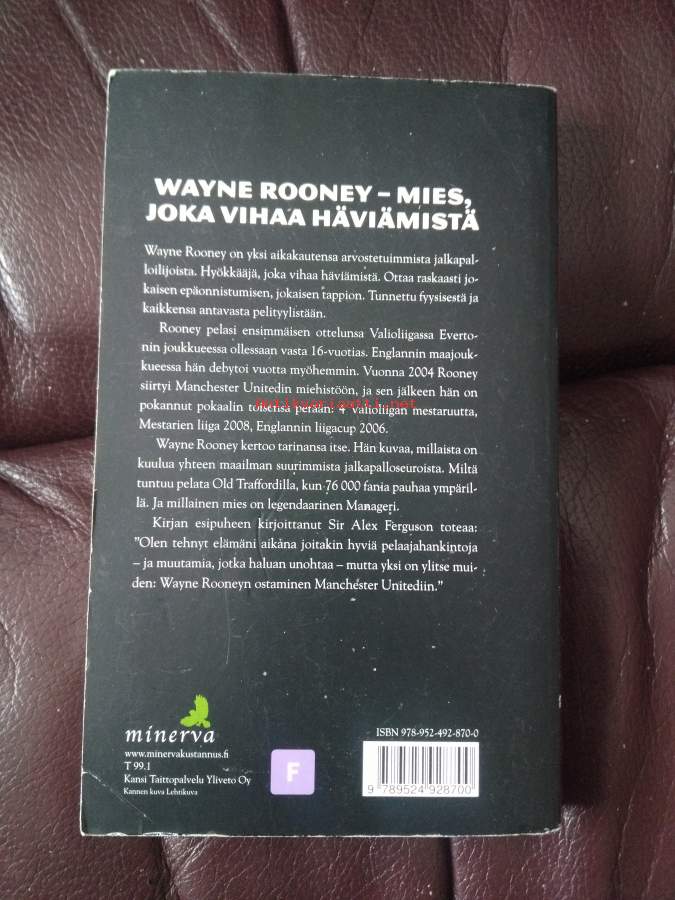 WAYNE ROONEY – MIES,
JOKA VIHAA HÄVIÄMISTÄ
Wayne Rooney on yksi aikakautensa arvostetuimmista jalkapal-
loilijoista. Hyökkääjä, joka vihaa häviämistä. Ottaa raskaasti jo-
kaisen epäonnistumisen, jokaisen tappion. Tunnettu fyysisestä ja
kaikkensa antavasta pelityylistään.
Rooney pelasi ensimmäisen ottelunsa Valioliigassa Everto-
nin joukkueessa ollessaan vasta 16-vuotias. Englannin maajouk-
kueessa hän debytoi vuotta myöhemmin. Vuonna 2004 Rooney
siirtyi Manchester Unitedin miehistöön, ja sen jälkeen hän on
pokannut pokaalin toisensa perään: 4 Valioliigan mestaruutta,
Antikvariaatti.net
Mestarien liiga 2008, Englannin liigacup 2006.
Wayne Rooney kertoo tarinansa itse. Hän kuvaa, millaista on
kuulua yhteen maailman suurimmista jalkapalloseuroista. Miltä
tuntuu pelata Old Traffordilla, kun 76 000 fania pauhaa ympäril-
lä. Ja millainen mies on legendaarinen Manageri.
Kirjan esipuheen kirjoittanut Sir Alex Ferguson toteaa:
”Olen tehnyt elämäni aikana joitakin hyviä pelaajahankintoja
– ja muutamia, jotka haluan unohtaa – mutta yksi on ylitse mui-
den: Wayne Rooneyn ostaminen Manchester Unitediin.”
minerva
www.minervakustannus.fi
T 99.1
Kansi Taittopalvelu Yliveto Oy
Kannen kuva Lehtikuva
F
ISBN 978-952-492-870-0
9 789524 928700